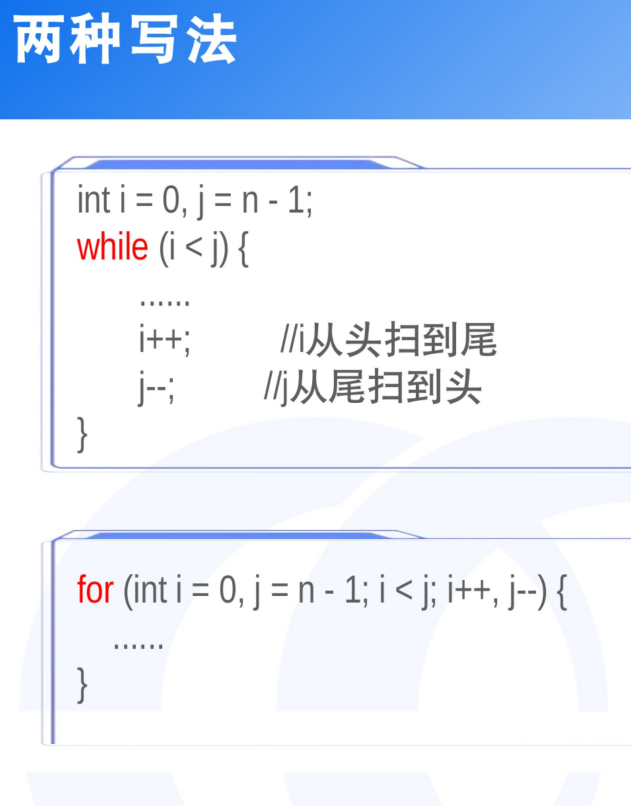 两种写法
int i = 0, j = n - 1;
while (i < j) {
......
i++; //i从头扫到尾
j--; //j从尾扫到头
}
for (int i = 0, j = n - 1; i < j; i++, j--) {
......
}